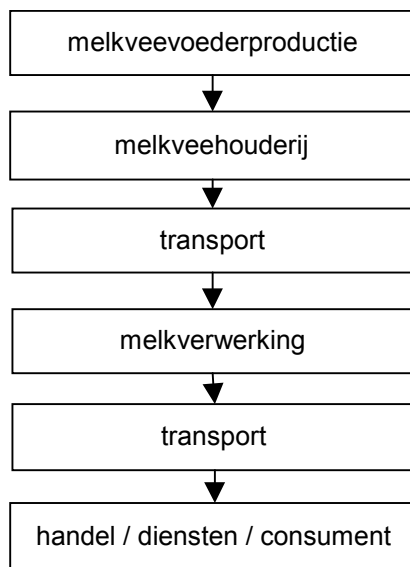 melkveevoederproductie
melkveehouderij
transport
melkverwerking
transport
handel / diensten / consument